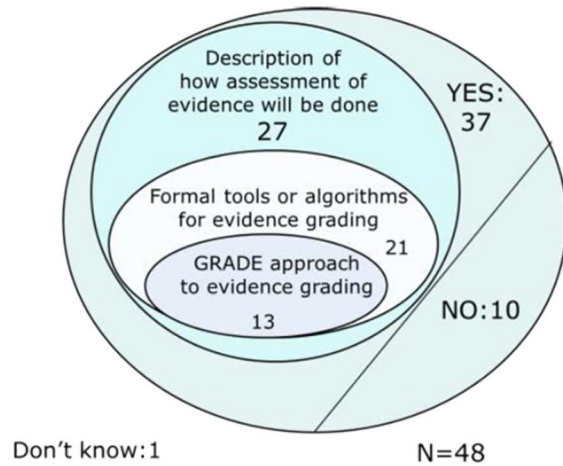 Description of
how assessment of
evidence will be done
27
YES:
37
Formal tools or algorithms
for evidence grading
21
GRADE approach
to evidence grading
13
NO:10
Don't know:1
N=48